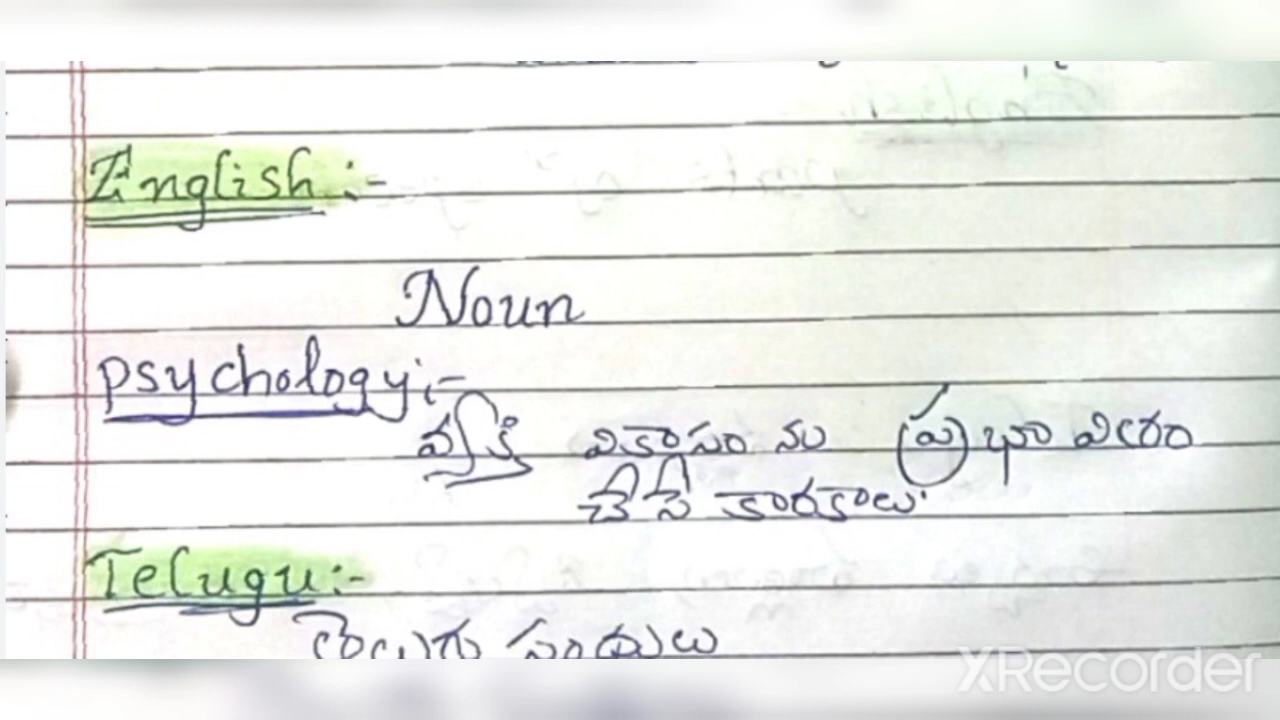 English :-
Noun
psychology :-
వ్యక్తి వికాసం ను ప్రభావితం
చేసే కారకాలు.
Telugu :-
తెలుగు సంధులు
XRecorder